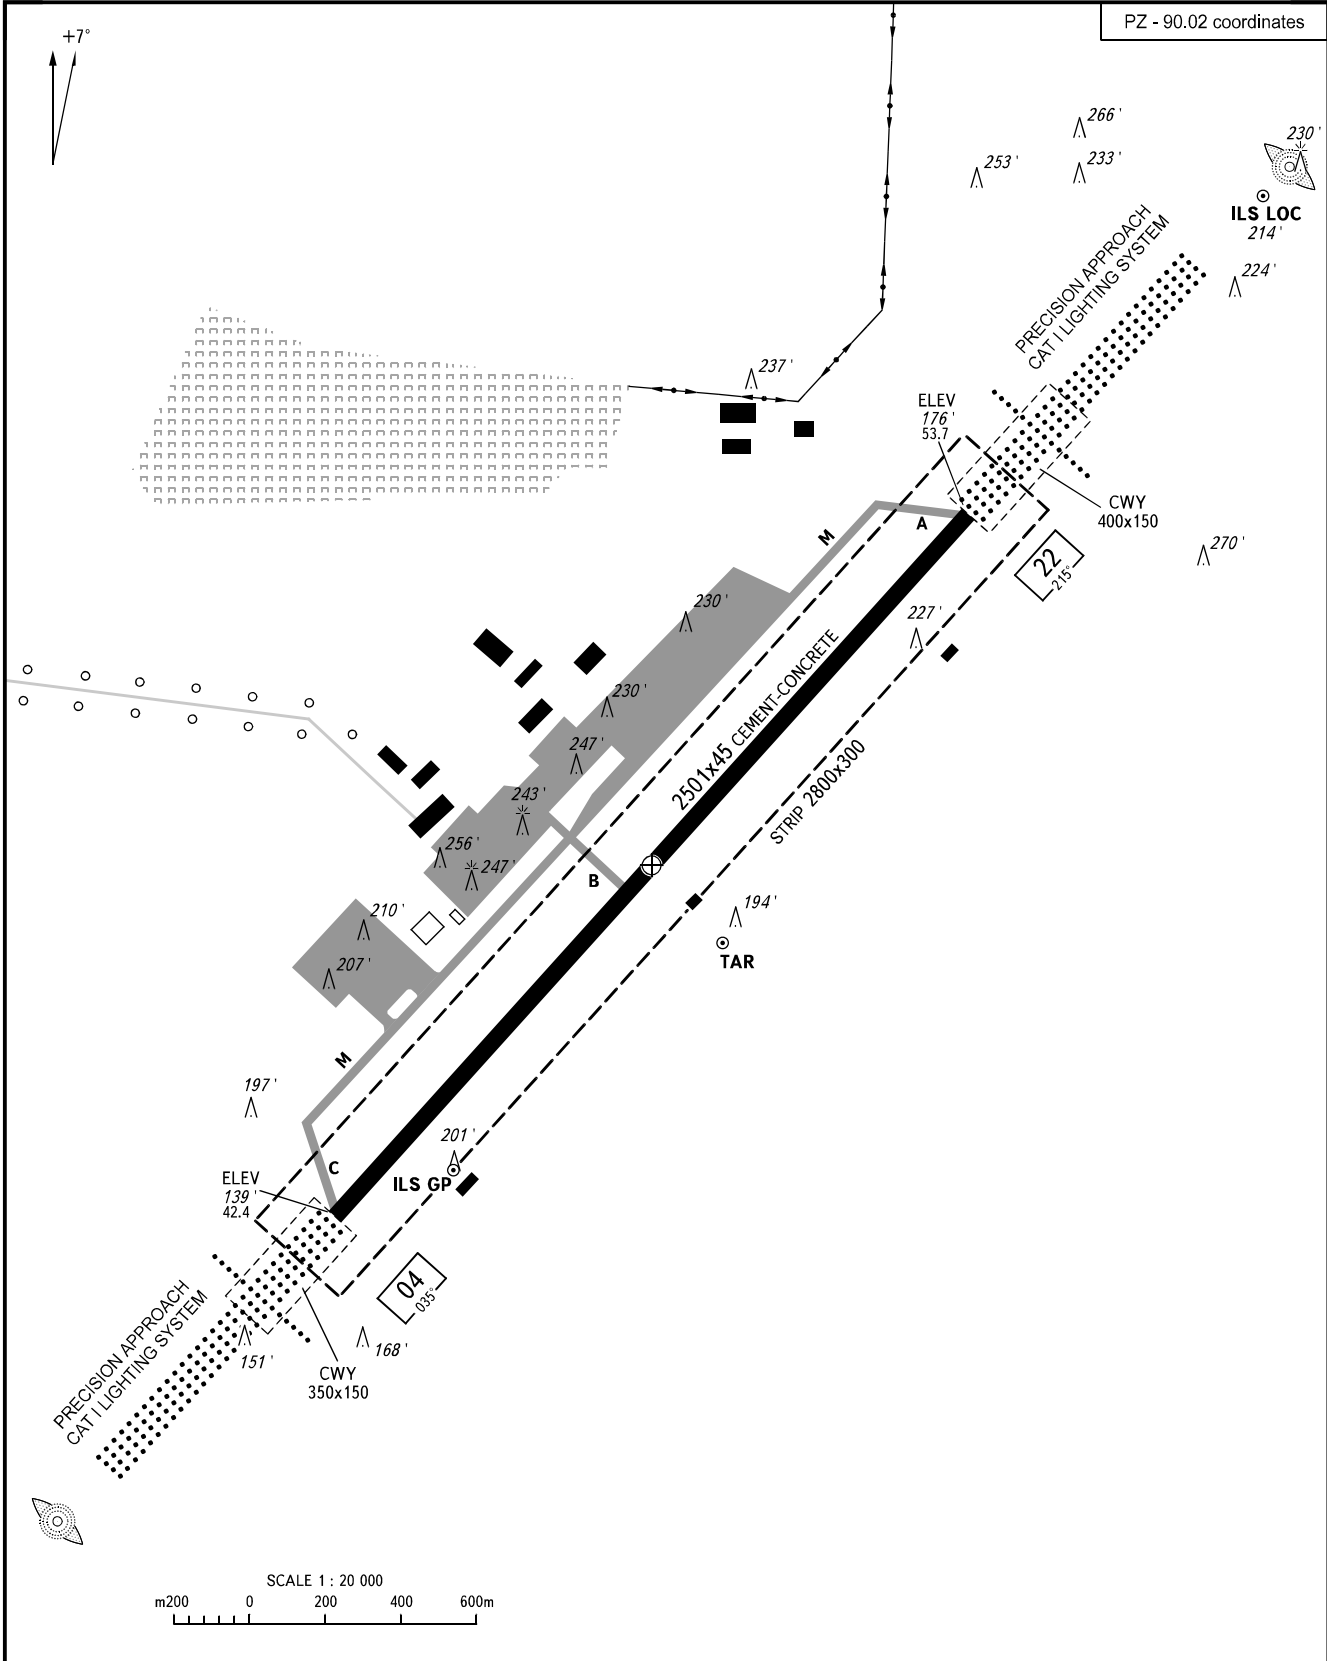 PZ - 90.02 coordinates
+7°
266'
230'
253'
233'
ILS LOC
214'
224'
PRECISION APPROACH
CAT I LIGHTING SYSTEM
237'
ELEV
176'
53.7
CWY
400x150
A
M
270'
22
215°
230'
227'
2501x45 CEMENT-CONCRETE
230'
247'
STRIP 2800x300
243'
256'
247'
B
210'
194'
TAR
207'
M
197'
201'
C
ILS GP
ELEV
139'
42.4
04
035°
PRECISION APPROACH
CAT I LIGHTING SYSTEM
151'
168'
CWY
350x150
SCALE 1 : 20 000
m200 0 200 400 600m